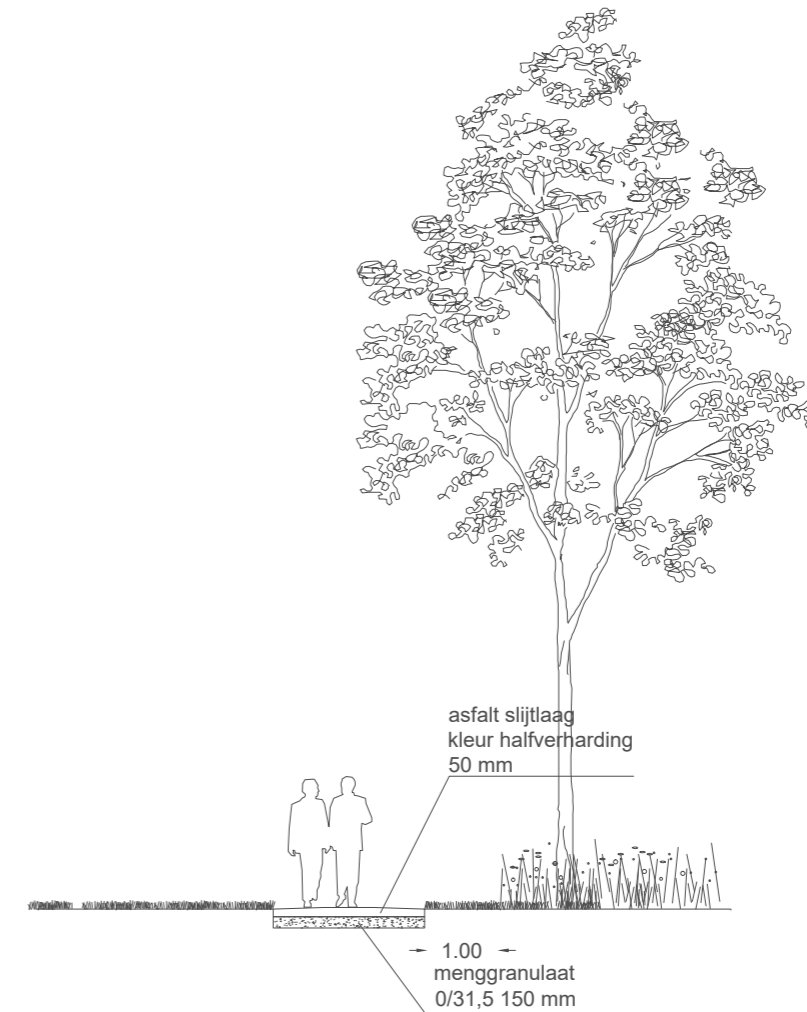 asfalt slijtlaag
kleur halfverharding
50 mm
1.00
menggranulaat
0/31,5 150 mm